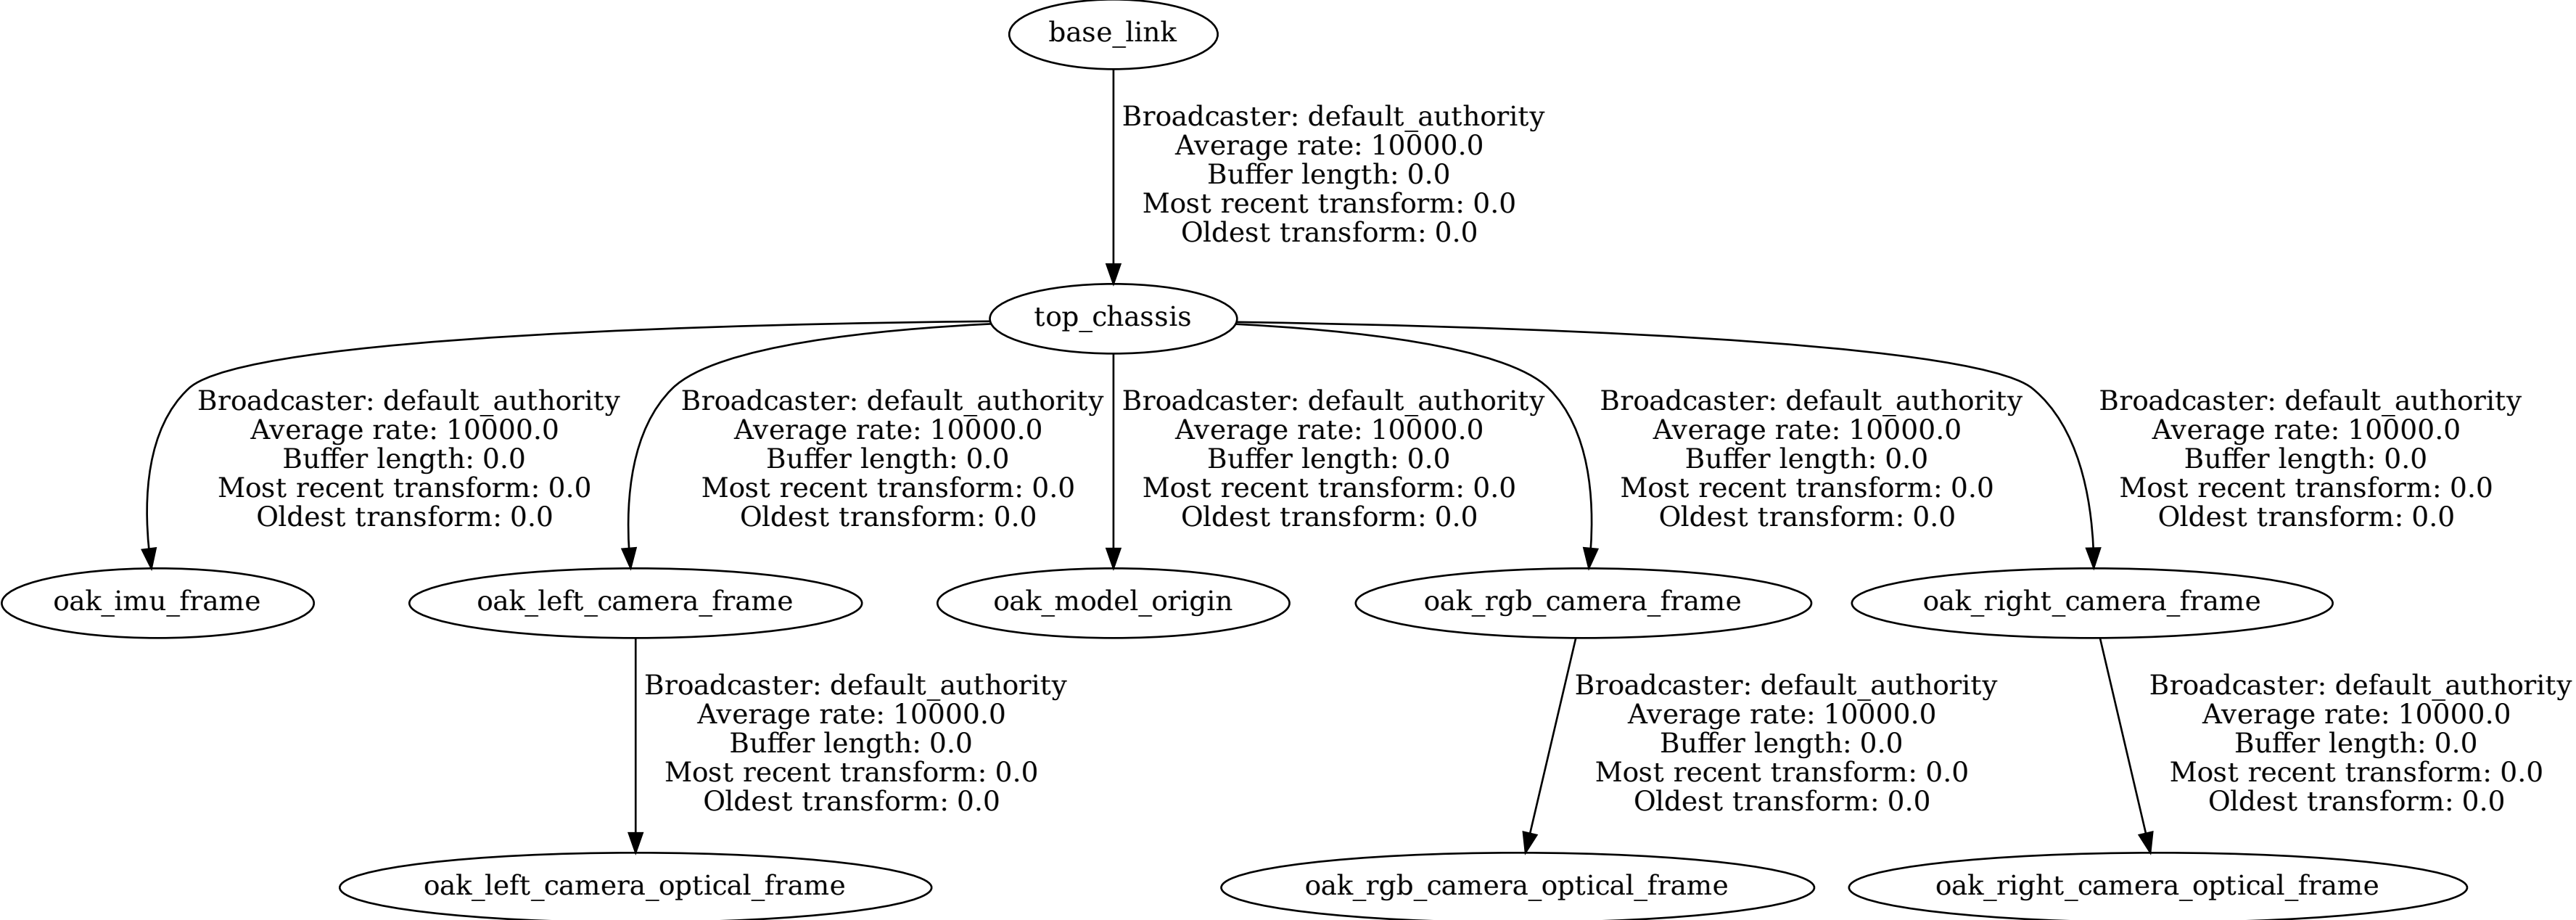 base_link
Broadcaster: default_authority
Average rate: 10000.0
Buffer length: 0.0
Most recent transform: 0.0
Oldest transform: 0.0
top_chassis
Broadcaster: default_authority
Average rate: 10000.0
Buffer length: 0.0
Most recent transform: 0.0
Oldest transform: 0.0
Broadcaster: default_authority
Average rate: 10000.0
Buffer length: 0.0
Most recent transform: 0.0
Oldest transform: 0.0
Broadcaster: default_authority
Average rate: 10000.0
Buffer length: 0.0
Most recent transform: 0.0
Oldest transform: 0.0
Broadcaster: default_authority
Average rate: 10000.0
Buffer length: 0.0
Most recent transform: 0.0
Oldest transform: 0.0
Broadcaster: default_authority
Average rate: 10000.0
Buffer length: 0.0
Most recent transform: 0.0
Oldest transform: 0.0
oak_imu_frame
oak_left_camera_frame
oak_model_origin
oak_rgb_camera_frame
oak_right_camera_frame
Broadcaster: default_authority
Average rate: 10000.0
Buffer length: 0.0
Most recent transform: 0.0
Oldest transform: 0.0
Broadcaster: default_authority
Average rate: 10000.0
Buffer length: 0.0
Most recent transform: 0.0
Oldest transform: 0.0
Broadcaster: default_authority
Average rate: 10000.0
Buffer length: 0.0
Most recent transform: 0.0
Oldest transform: 0.0
oak_left_camera_optical_frame
oak_rgb_camera_optical_frame
oak_right_camera_optical_frame